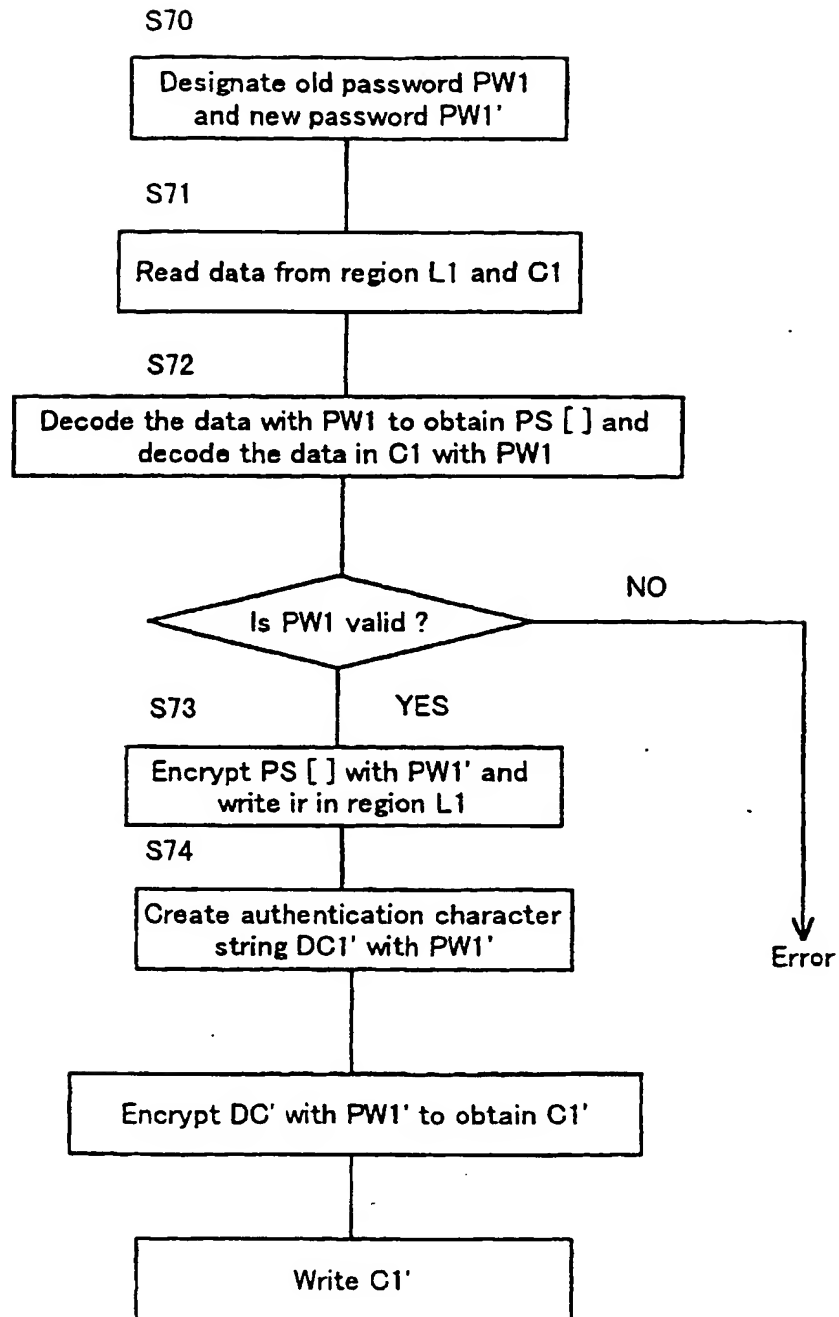 S70
Designate old password PW1
and new password PW1'
S71
Read data from region L1 and C1
S72
Decode the data with PW1 to obtain PS [ ] and
decode the data in C1 with PW1
Is PW1 valid ?
NO
S73
YES
Encrypt PS [ ] with PW1' and
write ir in region L1
S74
Create authentication character
string DC1' with PW1'
Error
Encrypt DC' with PW1' to obtain C1'
Write C1'